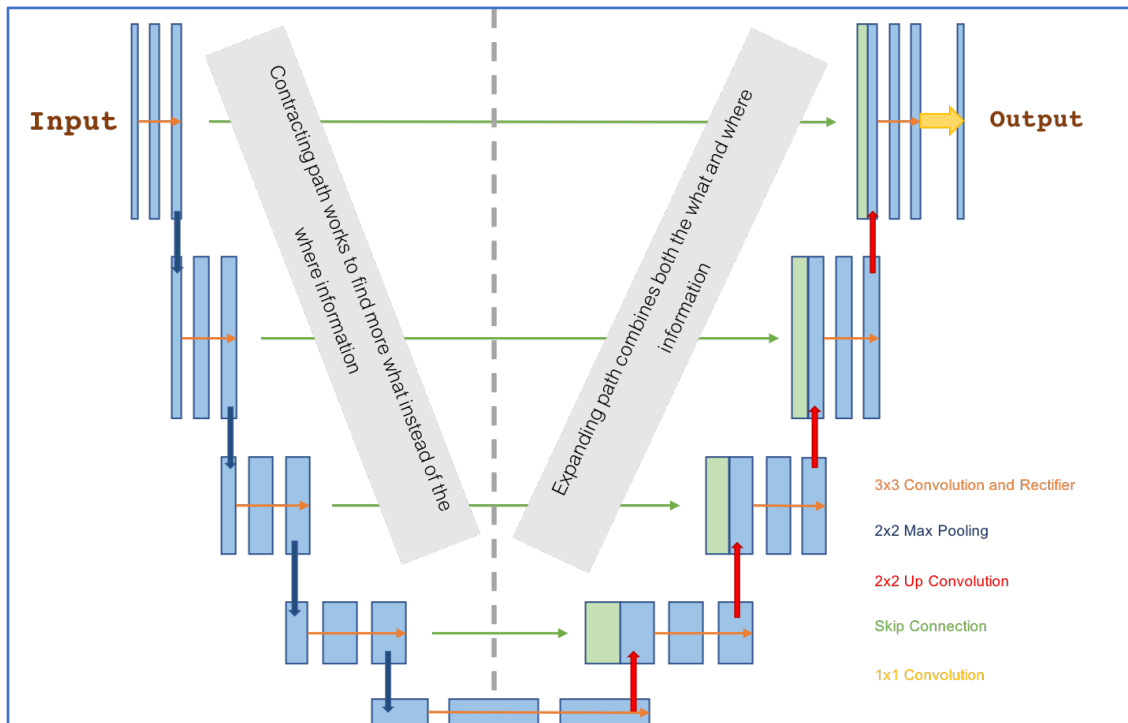 Input
Contracting path works to find more what instead of the
where information
Expanding path combines both the what and where
information
Output
3x3 Convolution and Rectifier
2x2 Max Pooling
2x2 Up Convolution
Skip Connection
1x1 Convolution